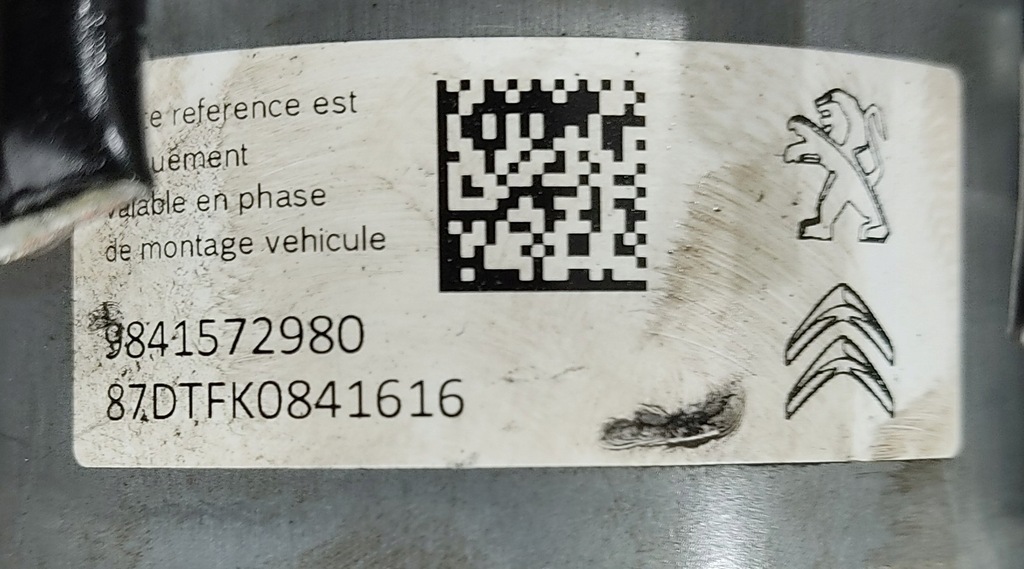 e reference est
uement
valable en phase
de montage vehicule
9841572980
87DTFK0841616